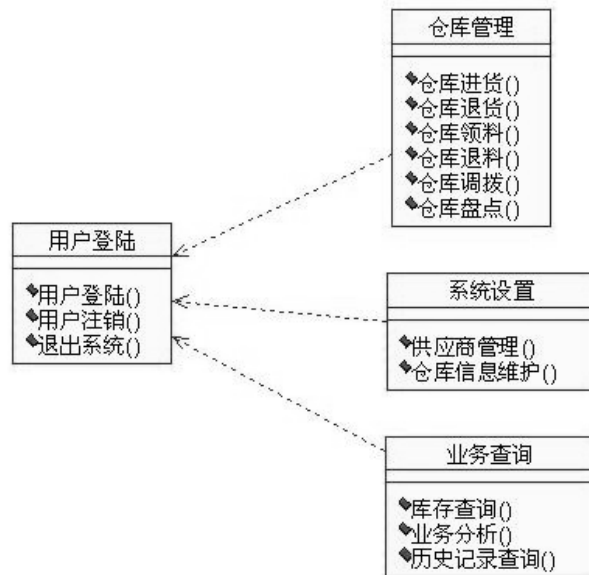 仓库管理
仓库进货()
仓库退货()
仓库领料()
仓库退料()
仓库调拨()
仓库盘点()
用户登陆
用户登陆()
用户注销()
退出系统()
系统设置
供应商管理()
仓库信息维护()
业务查询
库存查询()
业务分析()
历史记录查询()